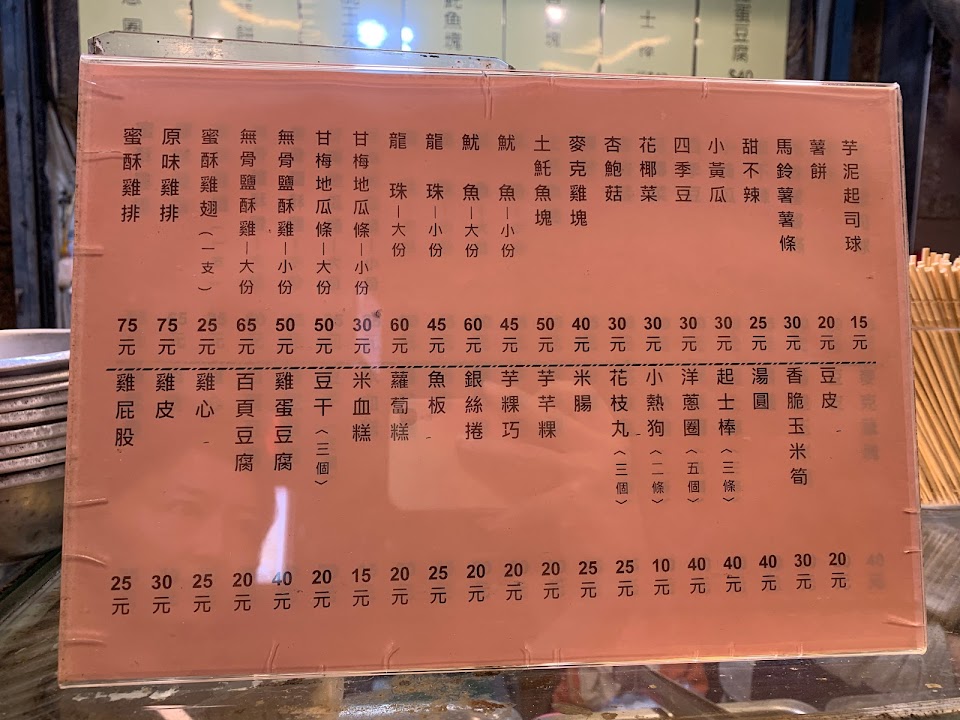 芋泥起司球 15元
薯餅 20元
馬鈴薯薯條 30元
甜不辣 25元
小黃瓜 30元
四季豆 30元
花椰菜 30元
杏鮑菇 30元
麥克雞塊 40元
土魠魚塊 50元
魷魚—小份 45元
魷魚—大份 60元
龍珠—小份 45元
龍珠—大份 60元
甘梅地瓜條—小份 30元
甘梅地瓜條—大份 50元
無骨鹽酥雞—小份 50元
無骨鹽酥雞—大份 65元
蜜酥雞翅（一支） 25元
原味雞排 75元
蜜酥雞排 75元
豆皮 20元
香脆玉米筍 30元
湯圓 40元
起士棒〈三條〉 40元
洋蔥圈〈五個〉 40元
小熱狗〈二條〉 10元
花枝丸〈三個〉 25元
米腸 25元
芋芋粿 20元
芋粿巧 20元
銀絲捲 20元
魚板 25元
蘿蔔糕 20元
米血糕 15元
豆干〈三個〉 20元
雞蛋豆腐 40元
百頁豆腐 20元
雞心 25元
雞皮 30元
雞屁股 25元
蛋豆腐 $40